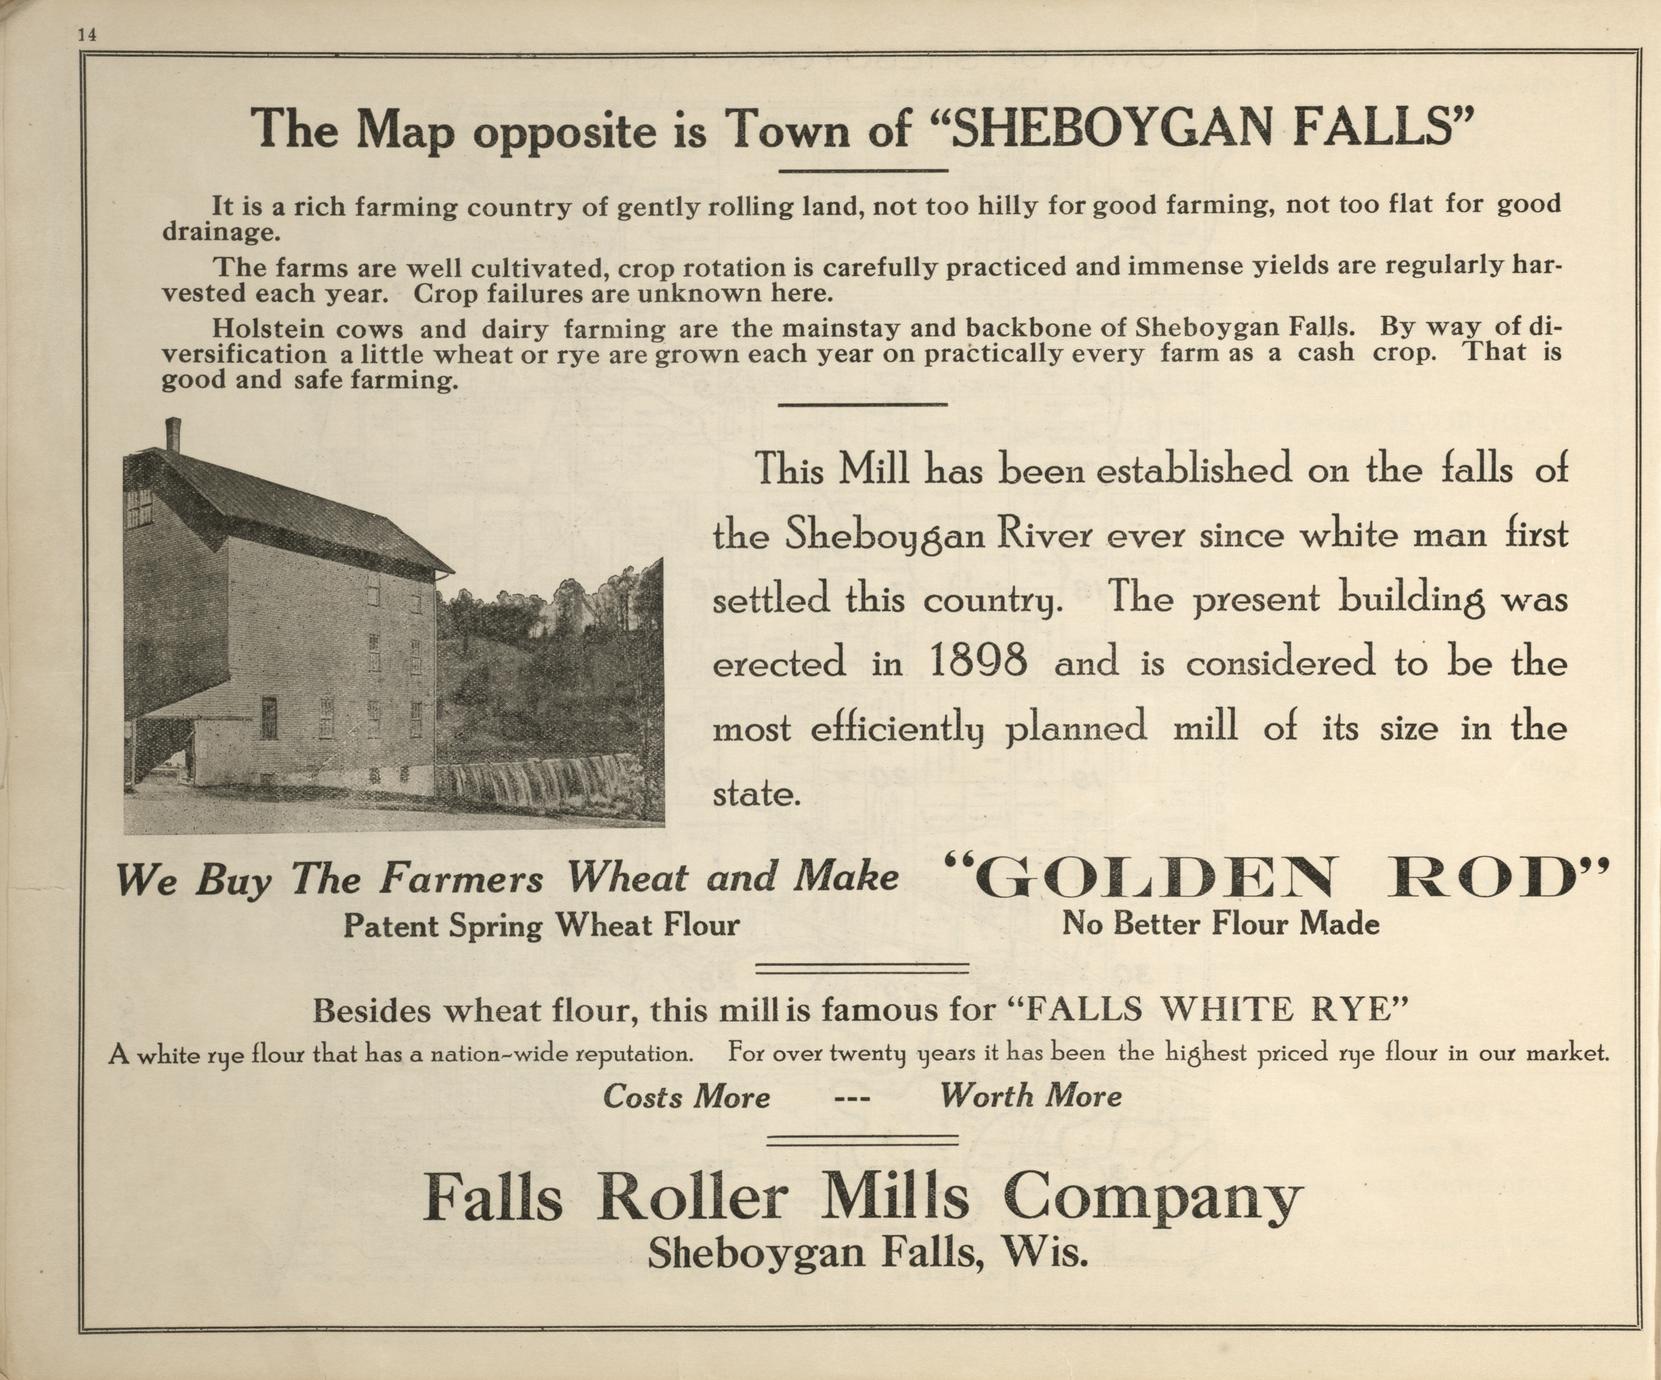 14
The Map opposite is Town of “SHEBOYGAN FALLS”
It is a rich farming country of gently rolling land, not too hilly for good farming, not too flat for good
drainage.
The farms are well cultivated, crop rotation is carefully practiced and immense yields are regularly har-
vested each year. Crop failures are unknown here.
Holstein cows and dairy farming are the mainstay and backbone of Sheboygan Falls. By way of di-
versification a little wheat or rye are grown each year on practically every farm as a cash crop. That is
good and safe farming.
This Mill has been established on the falls of
the Sheboygan River ever since white man first
settled this country. The present building was
erected in 1898 and is considered to be the
most efficiently planned mill of its size in the
state.
We Buy The Farmers Wheat and Make “GOLDEN ROD”
Patent Spring Wheat Flour No Better Flour Made
Besides wheat flour, this mill is famous for “FALLS WHITE RYE”
A white rye flour that has a nation-wide reputation. For over twenty years it has been the highest priced rye flour in our market.
Costs More --- Worth More
Falls Roller Mills Company
Sheboygan Falls, Wis.